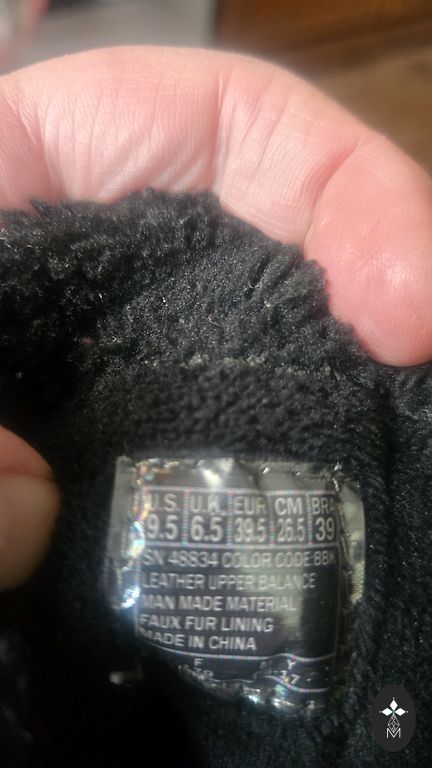 U.S. U.K. EUR CM BRA
9.5 6.5 39.5 26.5 39
SN 48834 COLOR CODE BBK
LEATHER UPPER BALANCE
MAN MADE MATERIAL
FAUX FUR LINING
MADE IN CHINA
F
M